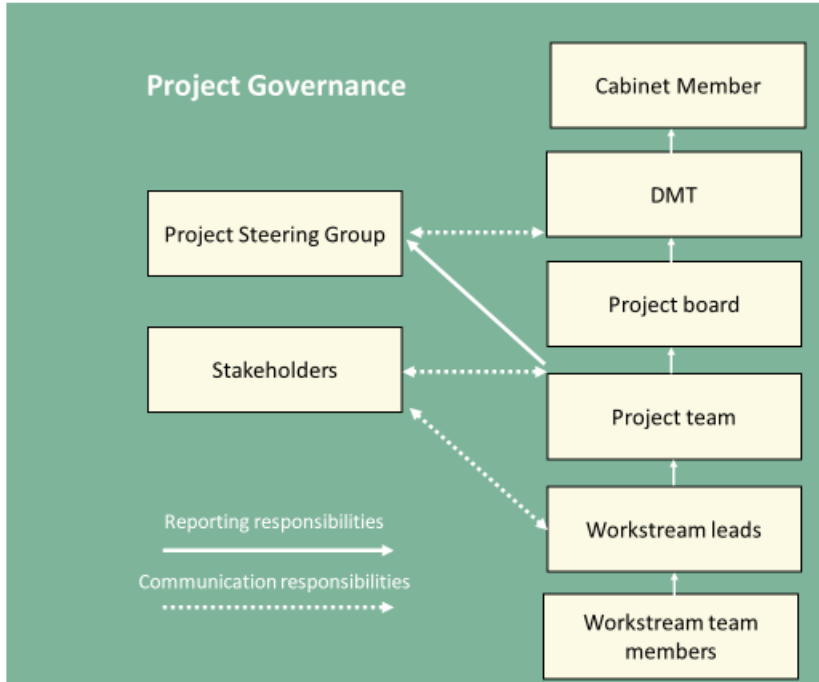 Project Governance
Cabinet Member
DMT
Project Steering Group
Project board
Stakeholders
Project team
Reporting responsibilities
Workstream leads
Communication responsibilities
Workstream team
members